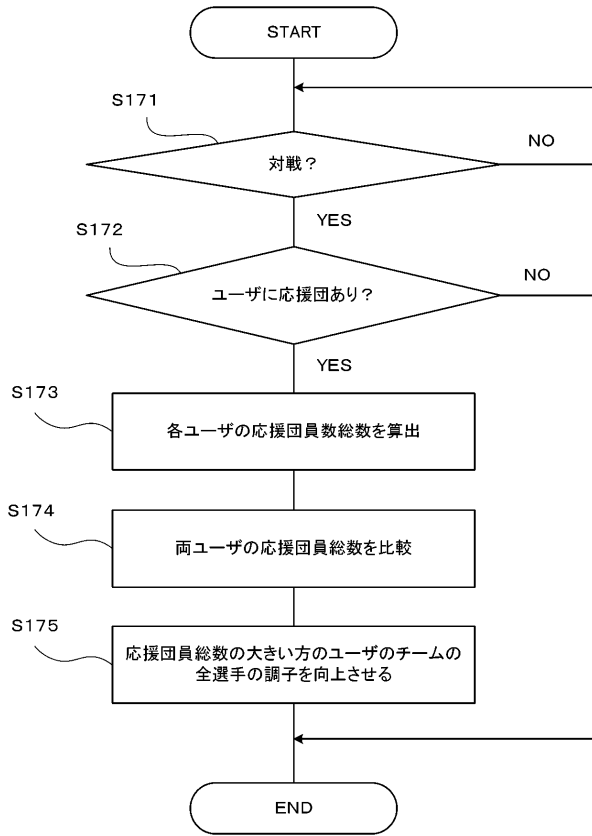 START
S171
対戦?
NO
YES
S172
ユーザに応援団あり?
NO
YES
S173
各ユーザの応援団員数総数を算出
S174
両ユーザの応援団員総数を比較
S175
応援団員総数の大きい方のユーザのチームの
全選手の調子を向上させる
END